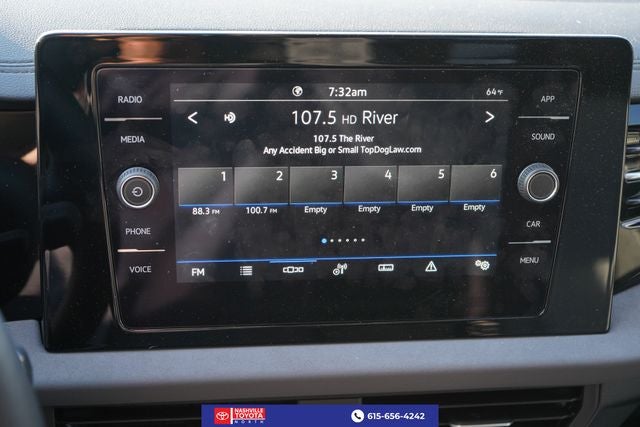 7:32am 64°F
RADIO
APP
107.5 HD River
MEDIA
SOUND
107.5 The River
Any Accident Big or Small TopDogLaw.com
1 2 3 4 5 6
88.3 FM 100.7 FM Empty Empty Empty Empty
PHONE
CAR
VOICE
MENU
FM
NASHVILLE
TOYOTA
NORTH
615-656-4242